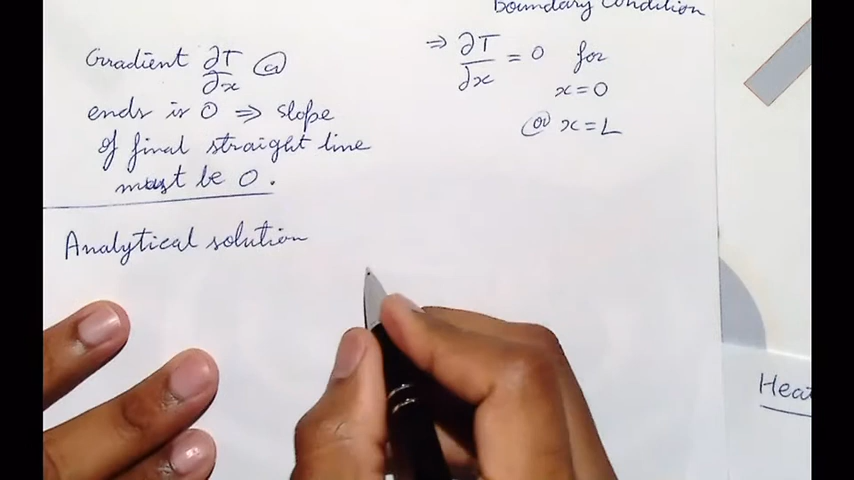 Boundary Condition
Gradient ∂T/∂x @
ends is 0 ⇒ slope
of final straight line
must be 0.
⇒ ∂T/∂x = 0 for
x=0
@ x=L
Analytical solution
Heat